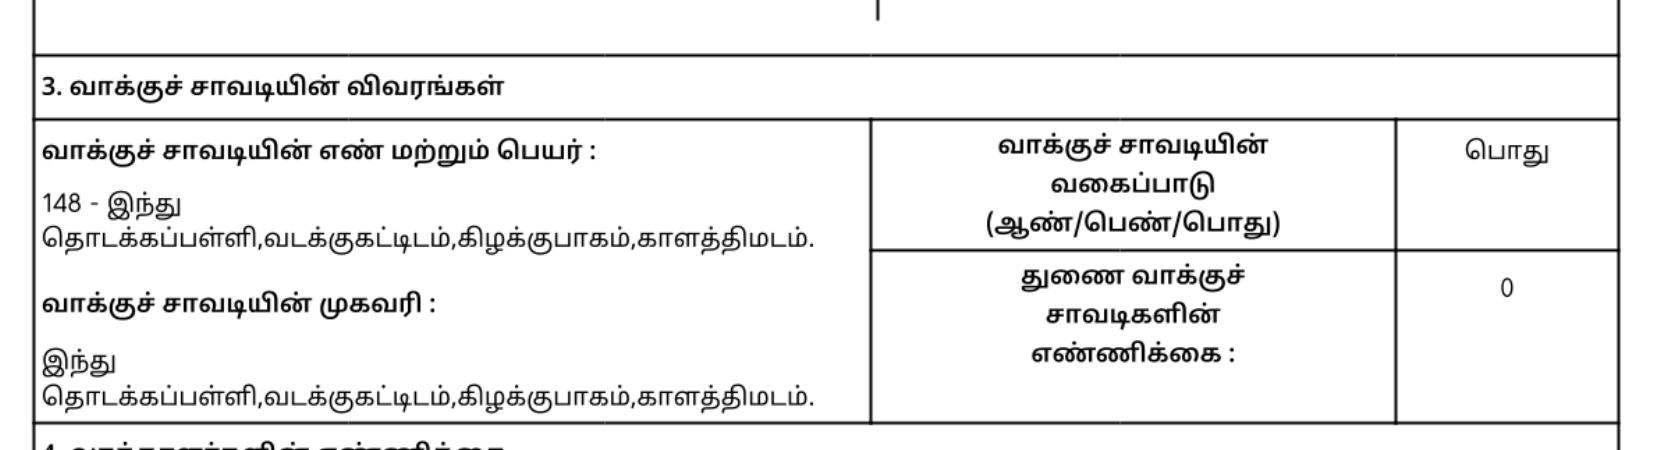 3. வாக்குச் சாவடியின் விவரங்கள்
வாக்குச் சாவடியின் எண் மற்றும் பெயர் :
148 - இந்து
தொடக்கப்பள்ளி,வடக்குகட்டிடம்,கிழக்குபாகம்,காளத்திமடம்.
வாக்குச் சாவடியின் முகவரி :
இந்து
தொடக்கப்பள்ளி,வடக்குகட்டிடம்,கிழக்குபாகம்,காளத்திமடம்.
வாக்குச் சாவடியின்
வகைப்பாடு
(ஆண்/பெண்/பொது)
பொது
துணை வாக்குச்
சாவடிகளின்
எண்ணிக்கை :
0